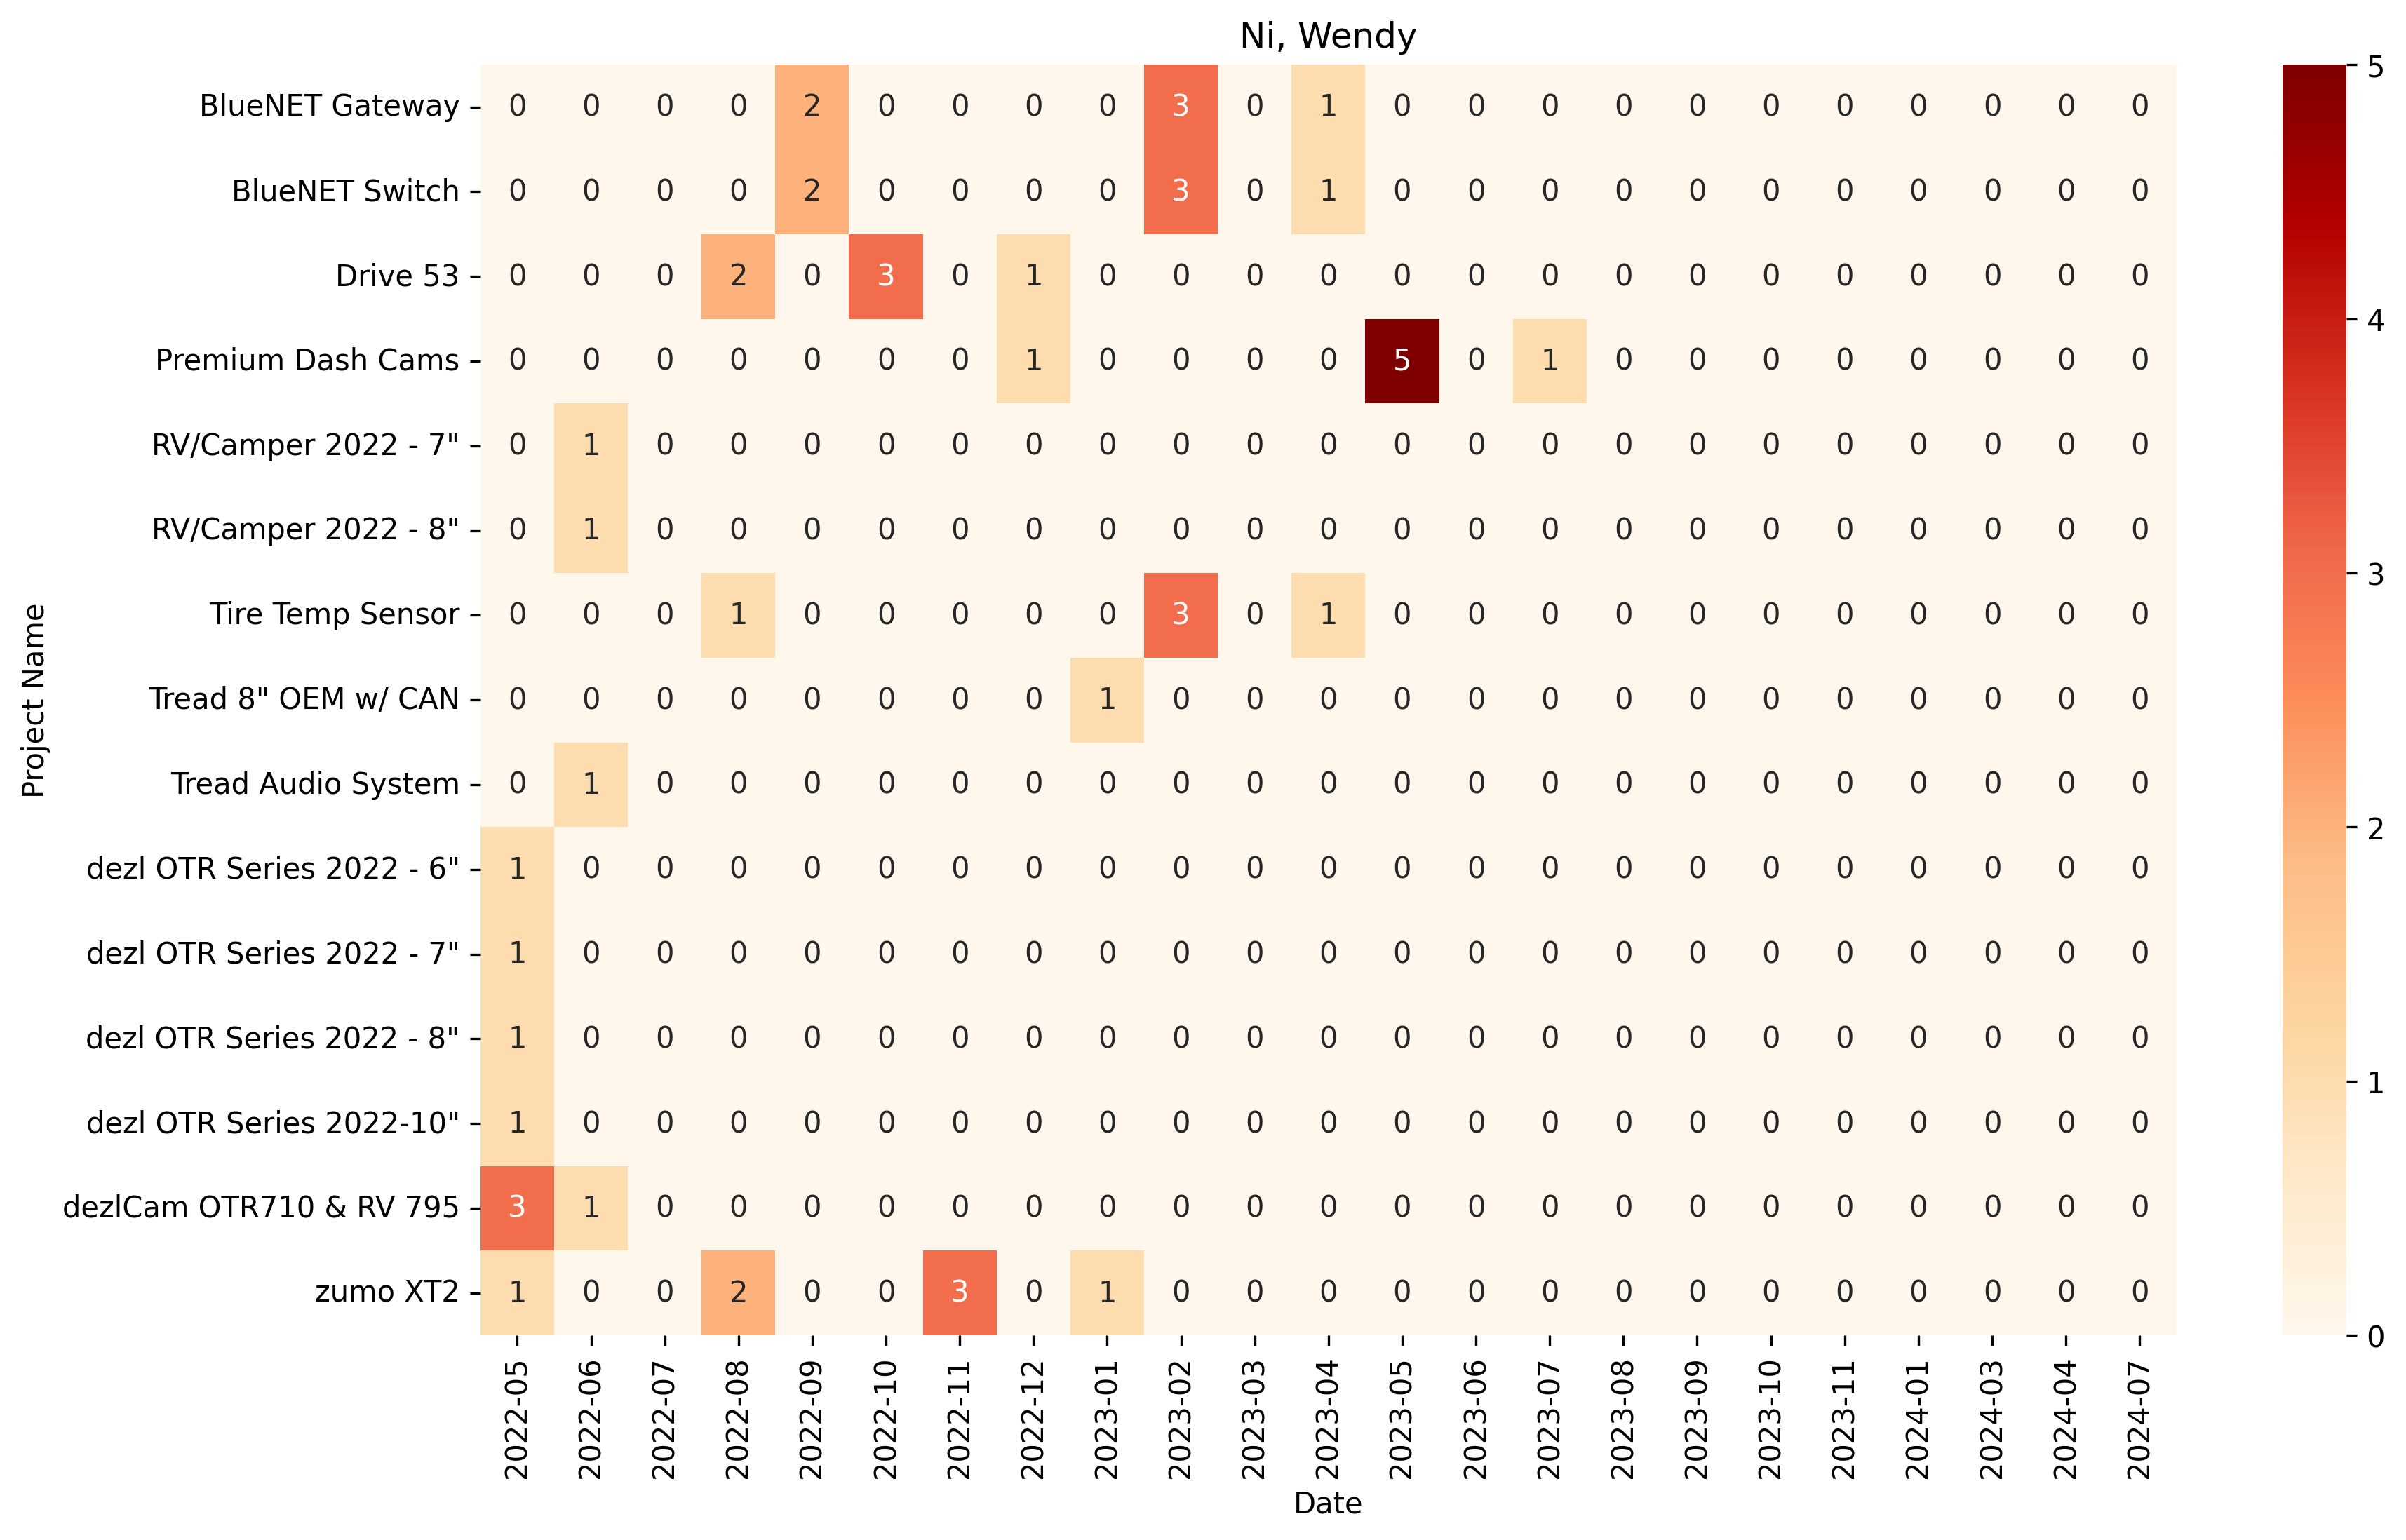 Ni, Wendy
BlueNET Gateway 0 0 0 0 2 0 0 0 0 3 0 1 0 0 0 0 0 0 0 0 0 0 0
BlueNET Switch 0 0 0 0 2 0 0 0 0 3 0 1 0 0 0 0 0 0 0 0 0 0 0
Drive 53 0 0 0 2 0 3 0 1 0 0 0 0 0 0 0 0 0 0 0 0 0 0 0
Premium Dash Cams 0 0 0 0 0 0 0 1 0 0 0 0 5 0 1 0 0 0 0 0 0 0 0
RV/Camper 2022 - 7" 0 1 0 0 0 0 0 0 0 0 0 0 0 0 0 0 0 0 0 0 0 0 0
RV/Camper 2022 - 8" 0 1 0 0 0 0 0 0 0 0 0 0 0 0 0 0 0 0 0 0 0 0 0
Tire Temp Sensor 0 0 0 1 0 0 0 0 0 3 0 1 0 0 0 0 0 0 0 0 0 0 0
Tread 8" OEM w/ CAN 0 0 0 0 0 0 0 0 1 0 0 0 0 0 0 0 0 0 0 0 0 0 0
Tread Audio System 0 1 0 0 0 0 0 0 0 0 0 0 0 0 0 0 0 0 0 0 0 0 0
dezl OTR Series 2022 - 6" 1 0 0 0 0 0 0 0 0 0 0 0 0 0 0 0 0 0 0 0 0 0 0
dezl OTR Series 2022 - 7" 1 0 0 0 0 0 0 0 0 0 0 0 0 0 0 0 0 0 0 0 0 0 0
dezl OTR Series 2022 - 8" 1 0 0 0 0 0 0 0 0 0 0 0 0 0 0 0 0 0 0 0 0 0 0
dezl OTR Series 2022-10" 1 0 0 0 0 0 0 0 0 0 0 0 0 0 0 0 0 0 0 0 0 0 0
dezlCam OTR710 & RV 795 3 1 0 0 0 0 0 0 0 0 0 0 0 0 0 0 0 0 0 0 0 0 0
zumo XT2 1 0 0 2 0 0 3 0 1 0 0 0 0 0 0 0 0 0 0 0 0 0 0
Project Name
2022-05 2022-06 2022-07 2022-08 2022-09 2022-10 2022-11 2022-12 2023-01 2023-02 2023-03 2023-04 2023-05 2023-06 2023-07 2023-08 2023-09 2023-10 2023-11 2024-01 2024-03 2024-04 2024-07
Date
5
4
3
2
1
0